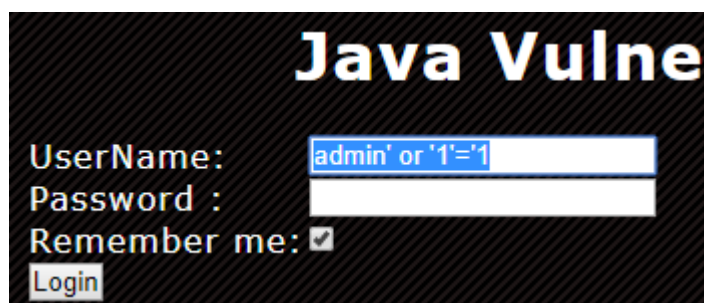 Java Vulne
UserName: admin' or '1'='1
Password :
Remember me:
Login